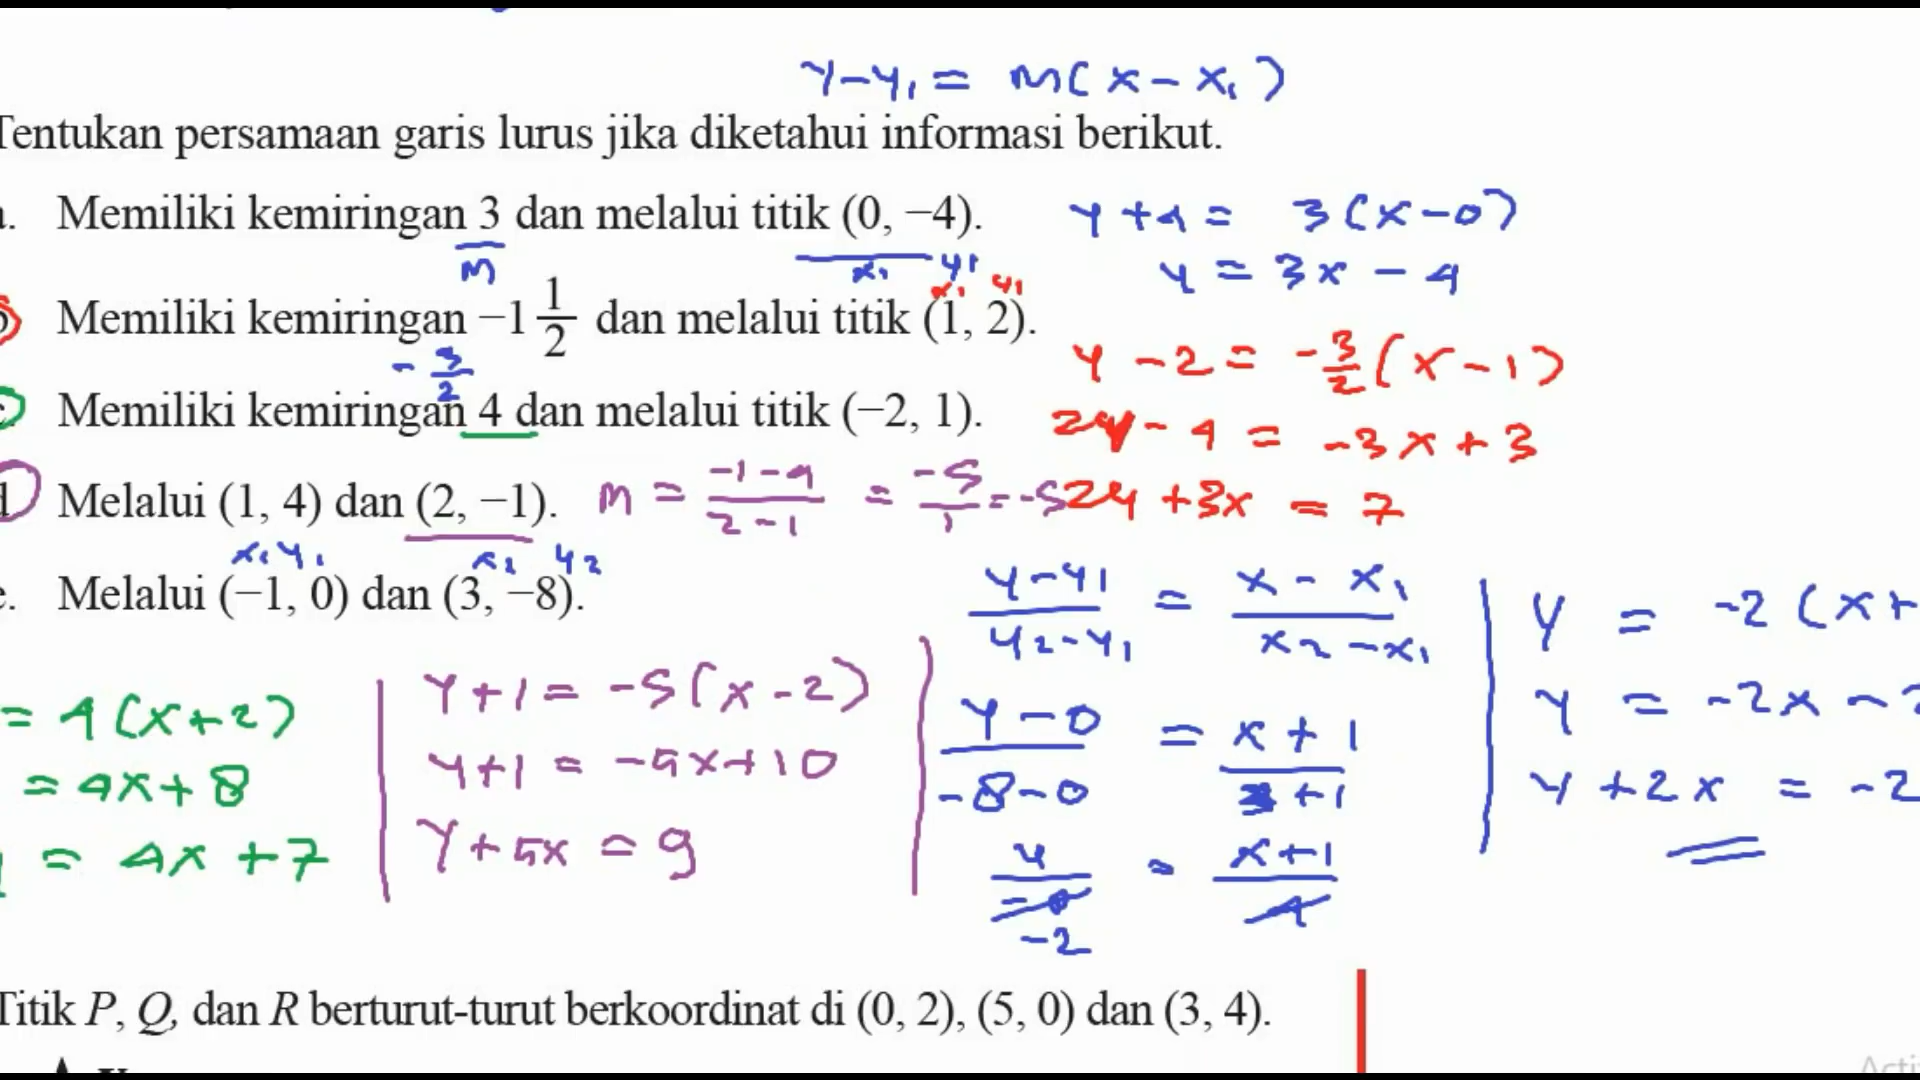 y-y₁ = m(x-x₁)
Tentukan persamaan garis lurus jika diketahui informasi berikut.
Memiliki kemiringan 3 dan melalui titik (0, −4).
y+4 = 3(x-0)
m
x₁ y₁
y = 3x - 4
x₁ y₁
Memiliki kemiringan −1 1/2 dan melalui titik (1, 2).
y - 2 = -3/2 (x-1)
-3/2
Memiliki kemiringan 4 dan melalui titik (−2, 1).
2y - 4 = -3x + 3
d Melalui (1, 4) dan (2, −1).
m = (-1-4)/(2-1) = -5/1 = -5
2y + 3x = 7
x₁ y₁ x₂ y₂
e. Melalui (−1, 0) dan (3, −8).
= 4(x+2)
= 4x+8
= 4x+7
y+1 = -5(x-2)
y+1 = -5x+10
y+5x = 9
(y-y₁)/(y₂-y₁) = (x-x₁)/(x₂-x₁)
(y-0)/(-8-0) = (x+1)/(3+1)
y/-8 = (x+1)/4
-2
y = -2(x+
y = -2x -
y + 2x = -2
Titik P, Q, dan R berturut-turut berkoordinat di (0, 2), (5, 0) dan (3, 4).